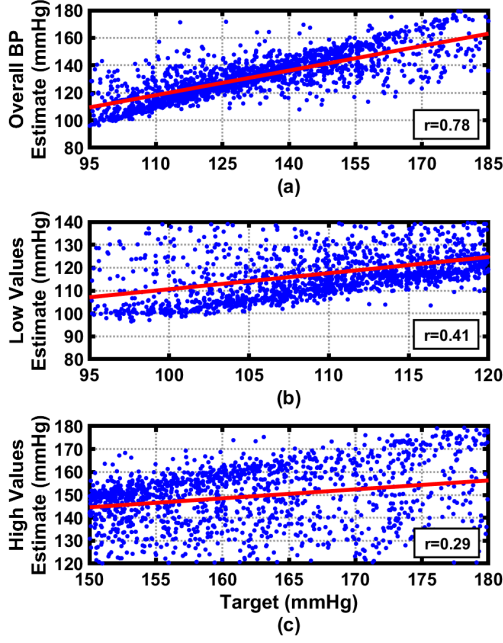 Overall BP
Estimate (mmHg)
180
160
140
120
100
80
r=0.78
95 110 125 140 155 170 185
(a)
Low Values
Estimate (mmHg)
140
130
120
110
100
90
80
r=0.41
95 100 105 110 115 120
(b)
High Values
Estimate (mmHg)
180
170
160
150
140
130
120
r=0.29
150 155 160 165 170 175 180
Target (mmHg)
(c)